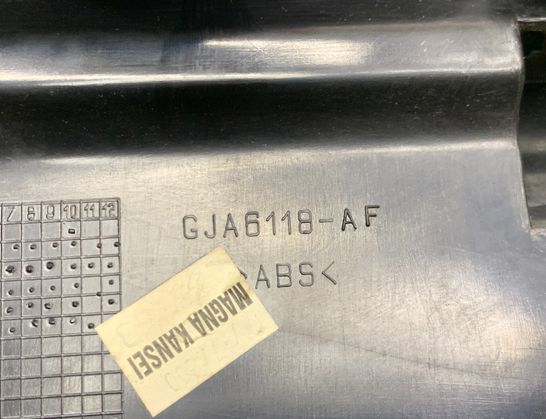 7 8 9 10 11 12
GJA6118-AF
>ABS<
MAGNA KANSEI